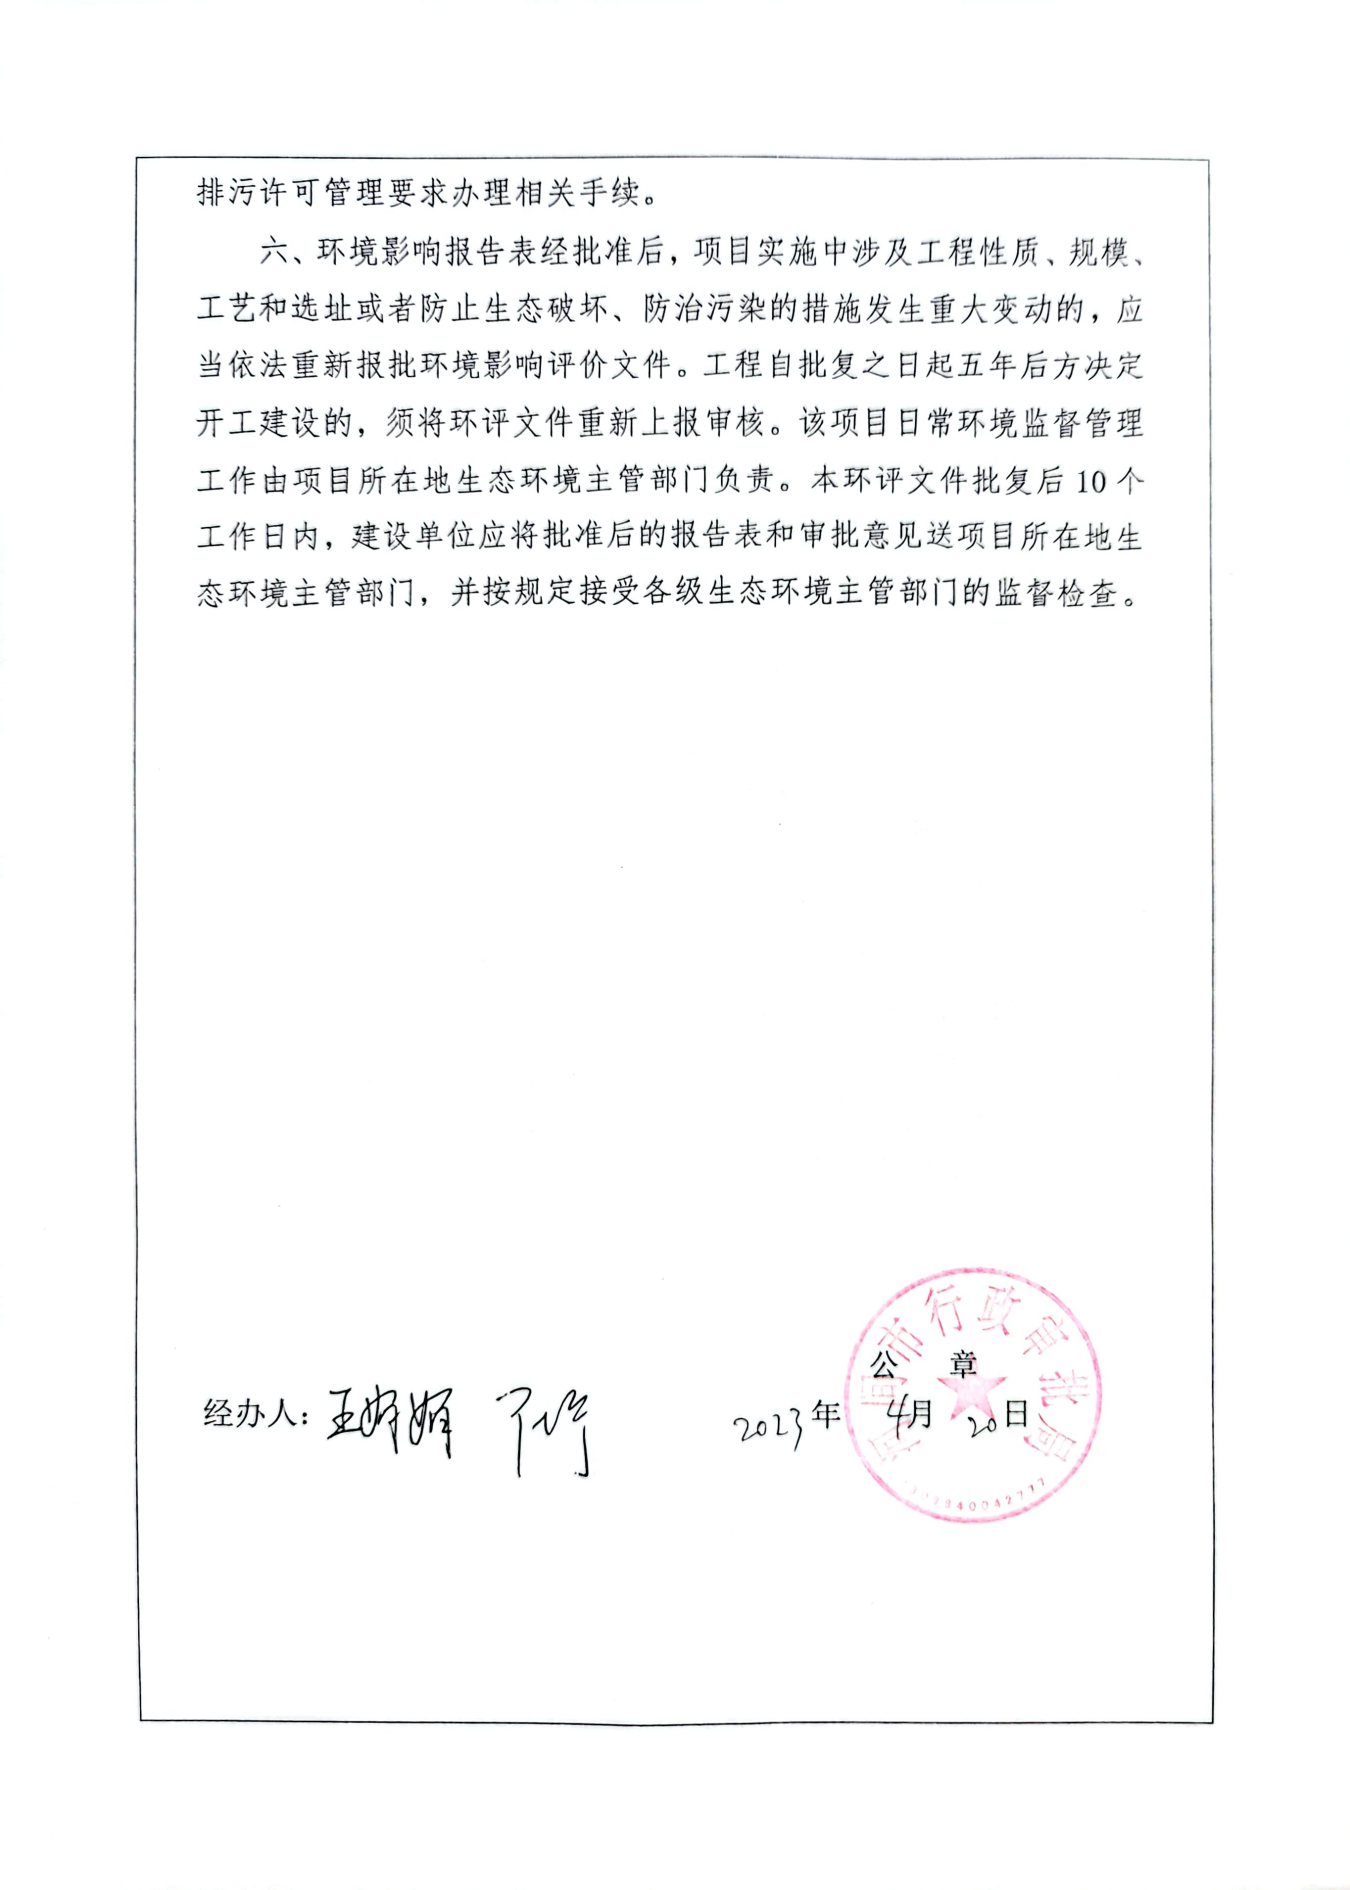 排污许可管理要求办理相关手续。
六、环境影响报告表经批准后，项目实施中涉及工程性质、规模、
工艺和选址或者防止生态破坏、防治污染的措施发生重大变动的，应
当依法重新报批环境影响评价文件。工程自批复之日起五年后方决定
开工建设的，须将环评文件重新上报审核。该项目日常环境监督管理
工作由项目所在地生态环境主管部门负责。本环评文件批复后 10 个
工作日内，建设单位应将批准后的报告表和审批意见送项目所在地生
态环境主管部门，并按规定接受各级生态环境主管部门的监督检查。
河间市行政审批局
公 章
经办人：王婷娟
2023年 4月 20日